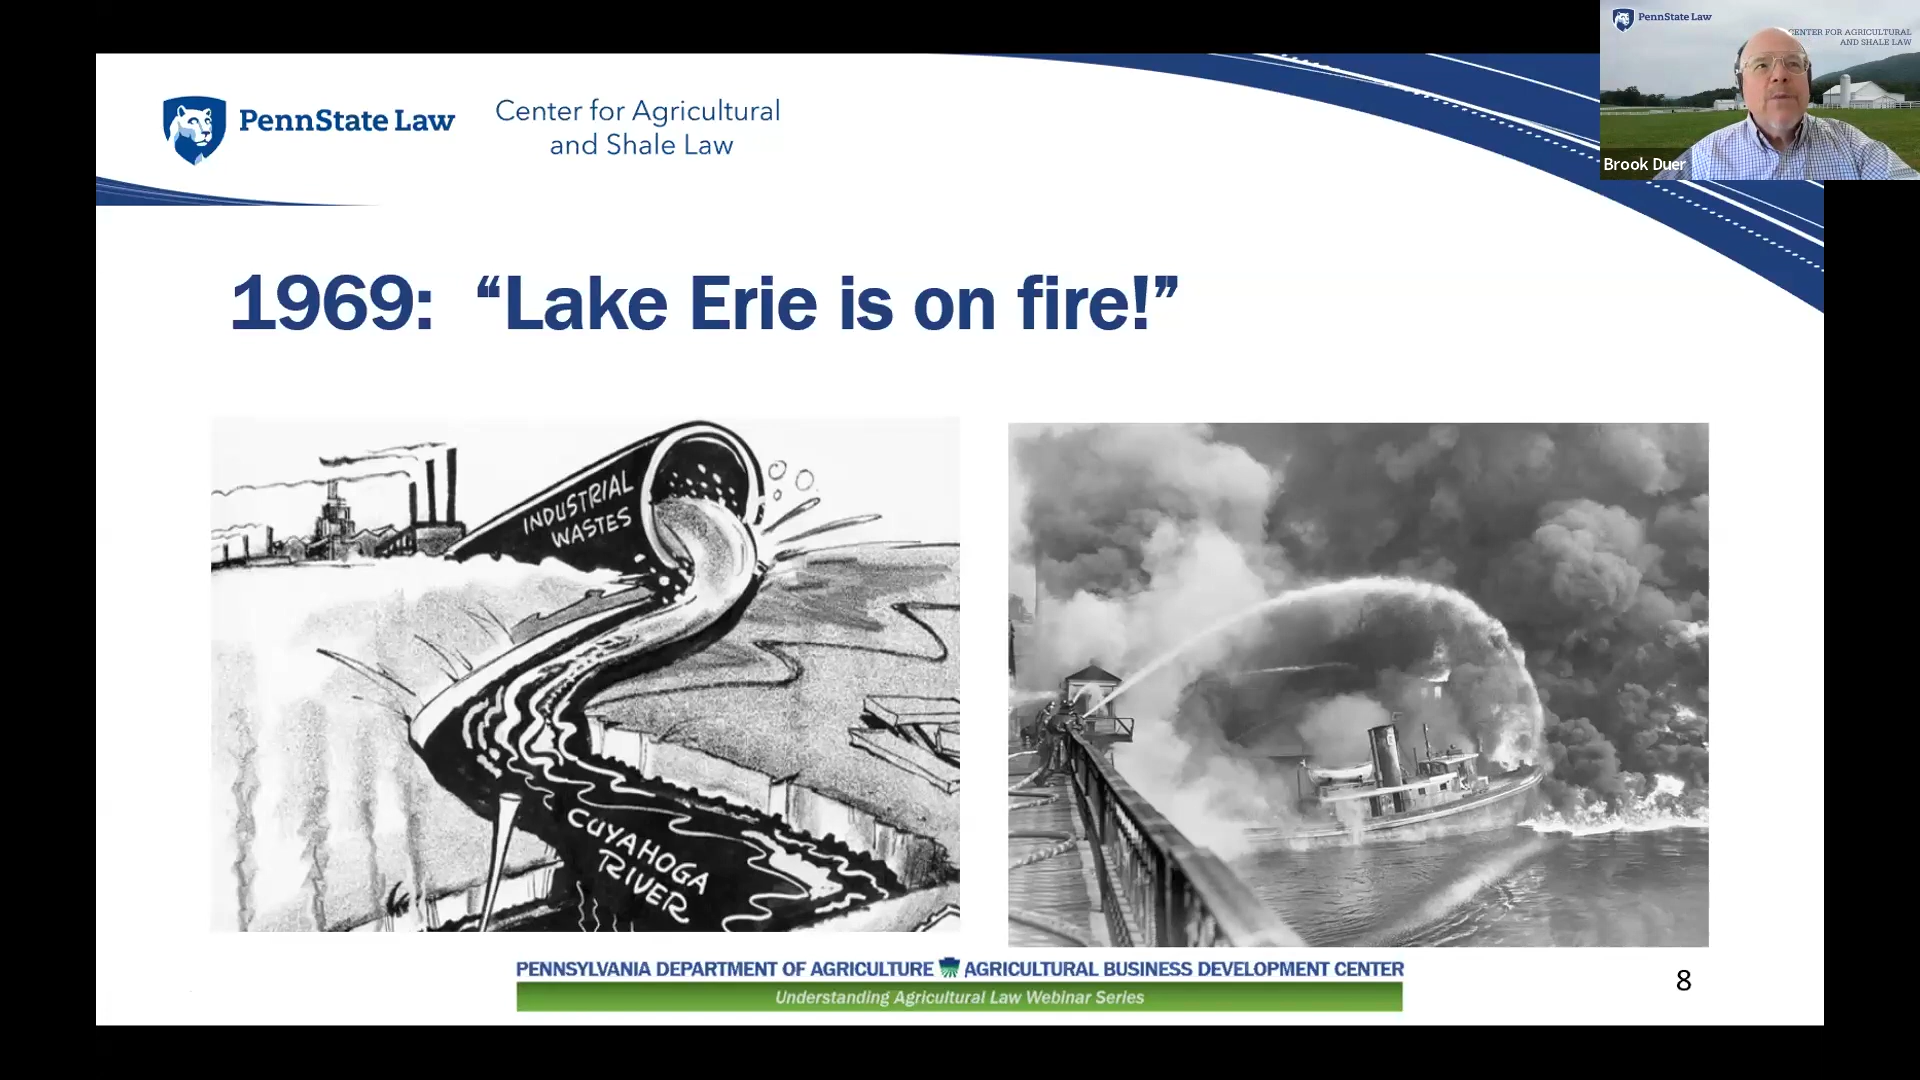 PennState Law
Center for Agricultural
and Shale Law
PennState Law
CENTER FOR AGRICULTURAL
AND SHALE LAW
Brook Duer
1969: “Lake Erie is on fire!”
INDUSTRIAL
WASTES
CUYAHOGA
RIVER
PENNSYLVANIA DEPARTMENT OF AGRICULTURE AGRICULTURAL BUSINESS DEVELOPMENT CENTER
Understanding Agricultural Law Webinar Series
8